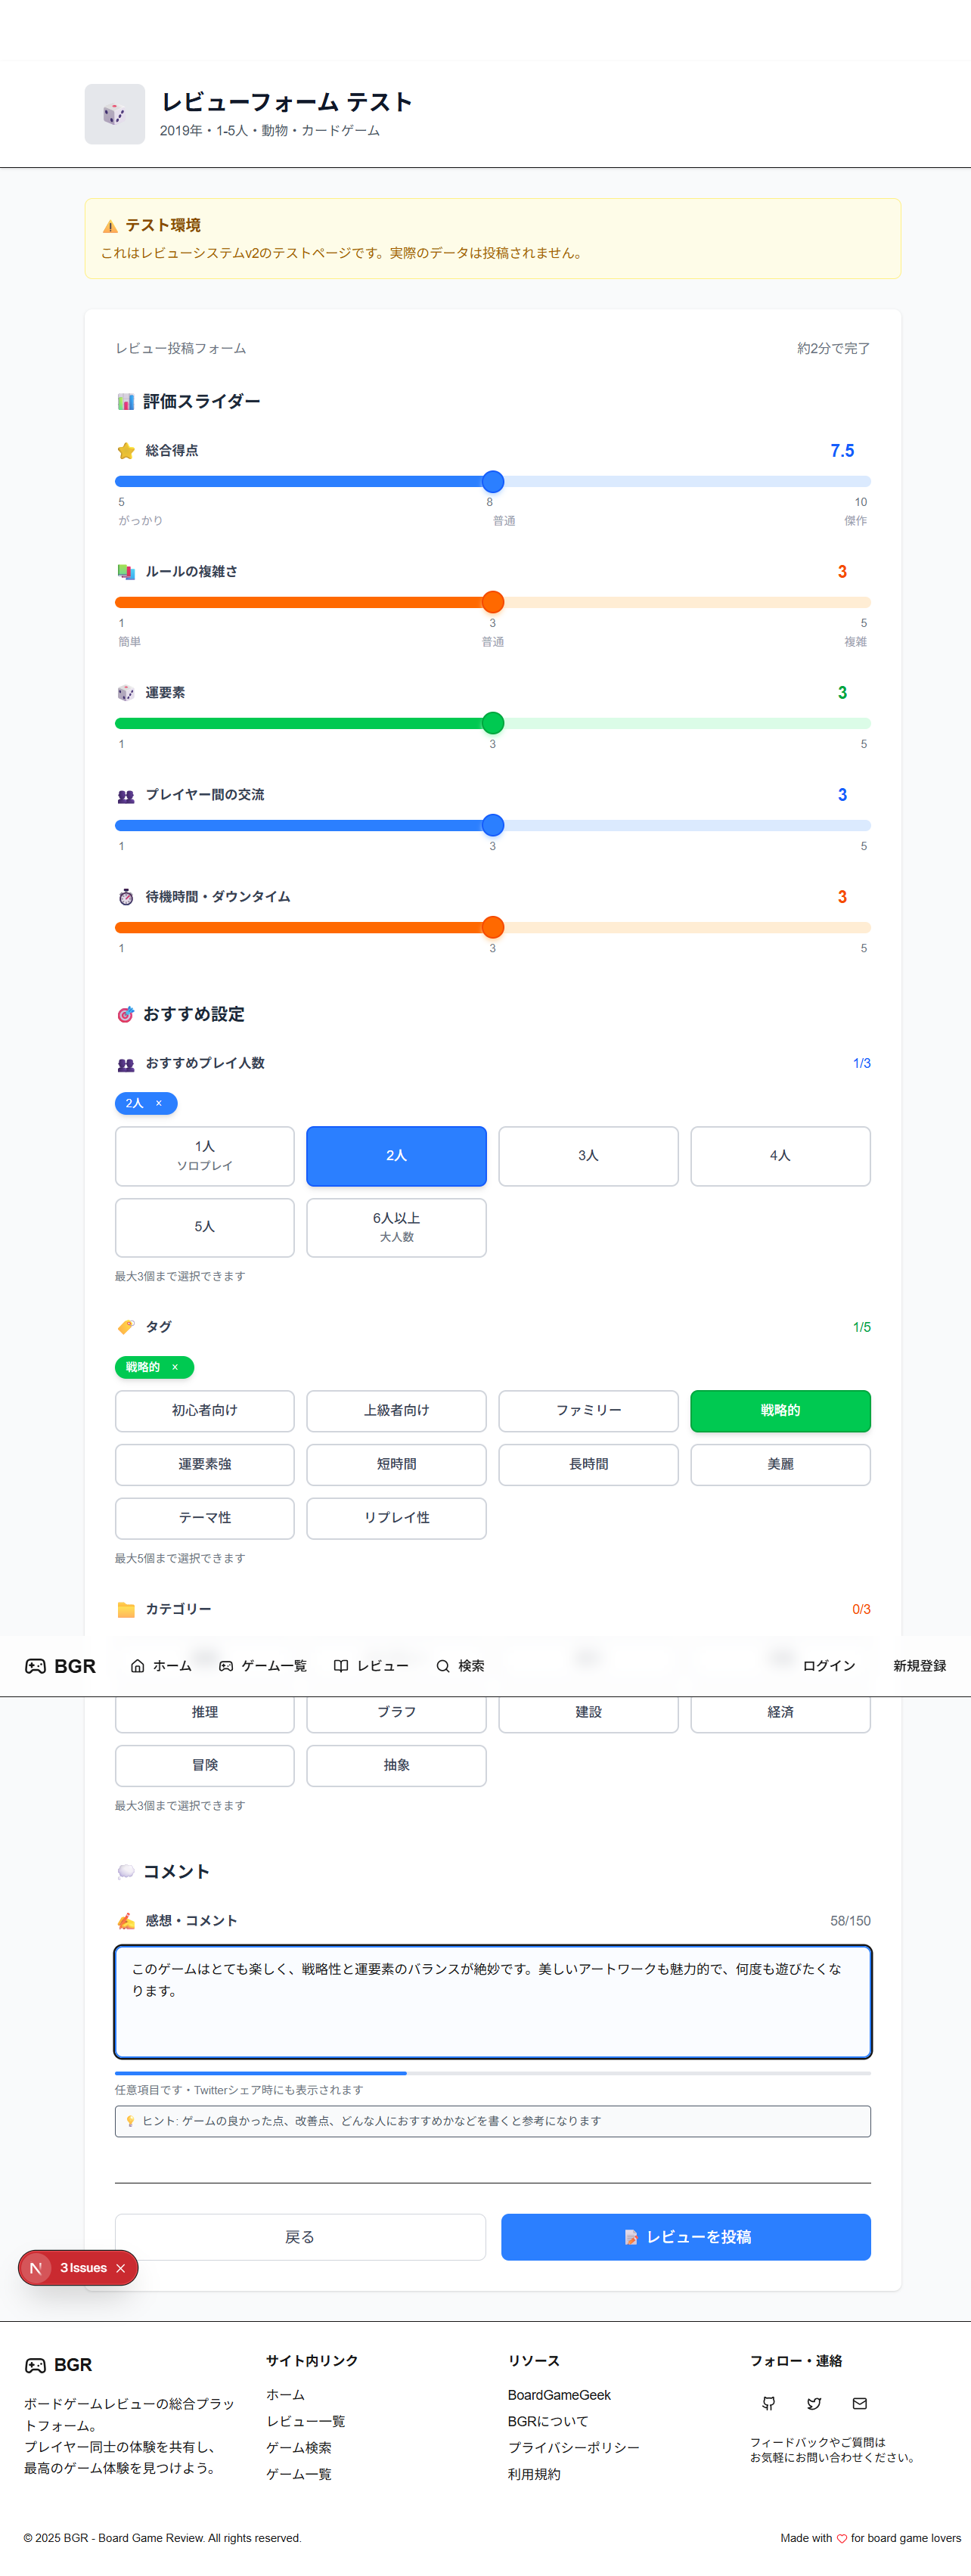 レビューフォーム テスト
2019年・1-5人・動物・カードゲーム
テスト環境
これはレビューシステムv2のテストページです。実際のデータは投稿されません。
レビュー投稿フォーム
約2分で完了
評価スライダー
総合得点
7.5
5
8
10
がっかり
普通
傑作
ルールの複雑さ
3
1
3
5
簡単
普通
複雑
運要素
3
1
3
5
プレイヤー間の交流
3
1
3
5
待機時間・ダウンタイム
3
1
3
5
おすすめ設定
おすすめプレイ人数
1/3
2人 ×
1人
ソロプレイ
2人
3人
4人
5人
6人以上
大人数
最大3個まで選択できます
タグ
1/5
戦略的 ×
初心者向け
上級者向け
ファミリー
戦略的
運要素強
短時間
長時間
美麗
テーマ性
リプレイ性
最大5個まで選択できます
カテゴリー
0/3
BGR
ホーム
ゲーム一覧
レビュー
検索
ログイン
新規登録
推理
ブラフ
建設
経済
冒険
抽象
最大3個まで選択できます
コメント
感想・コメント
58/150
このゲームはとても楽しく、戦略性と運要素のバランスが絶妙です。美しいアートワークも魅力的で、何度も遊びたくな
ります。
任意項目です・Twitterシェア時にも表示されます
ヒント: ゲームの良かった点、改善点、どんな人におすすめかなどを書くと参考になります
戻る
レビューを投稿
N
3 Issues
BGR
ボードゲームレビューの総合プラッ
トフォーム。
プレイヤー同士の体験を共有し、
最高のゲーム体験を見つけよう。
サイト内リンク
ホーム
レビュー一覧
ゲーム検索
ゲーム一覧
リソース
BoardGameGeek
BGRについて
プライバシーポリシー
利用規約
フォロー・連絡
フィードバックやご質問は
お気軽にお問い合わせください。
© 2025 BGR - Board Game Review. All rights reserved.
Made with ♡ for board game lovers